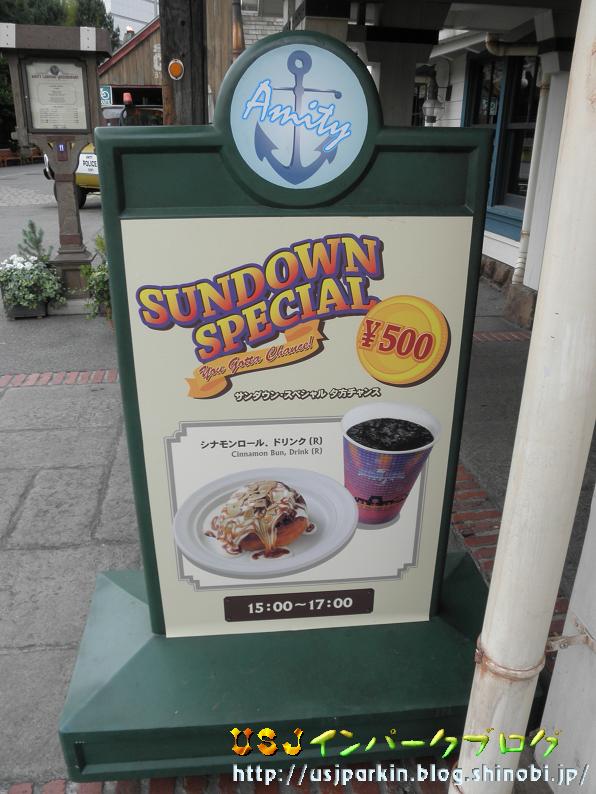 Amity
POLICE
SUNDOWN
SPECIAL
You Gotta Chance!
¥500
サンダウン・スペシャル 夕方チャンス
シナモンロール、ドリンク (R)
Cinnamon Bun, Drink (R)
15:00～17:00
USJインパークブログ
http://usjparkin.blog.shinobi.jp/